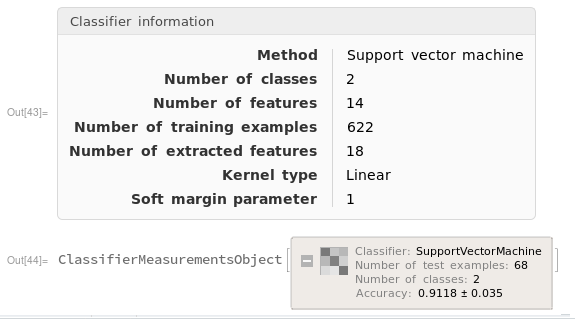 Classifier information
Method Support vector machine
Number of classes 2
Number of features 14
Out[43]=
Number of training examples 622
Number of extracted features 18
Kernel type Linear
Soft margin parameter 1
Out[44]= ClassifierMeasurementsObject[
Classifier: SupportVectorMachine
Number of test examples: 68
Number of classes: 2
Accuracy: 0.9118 ± 0.035
]